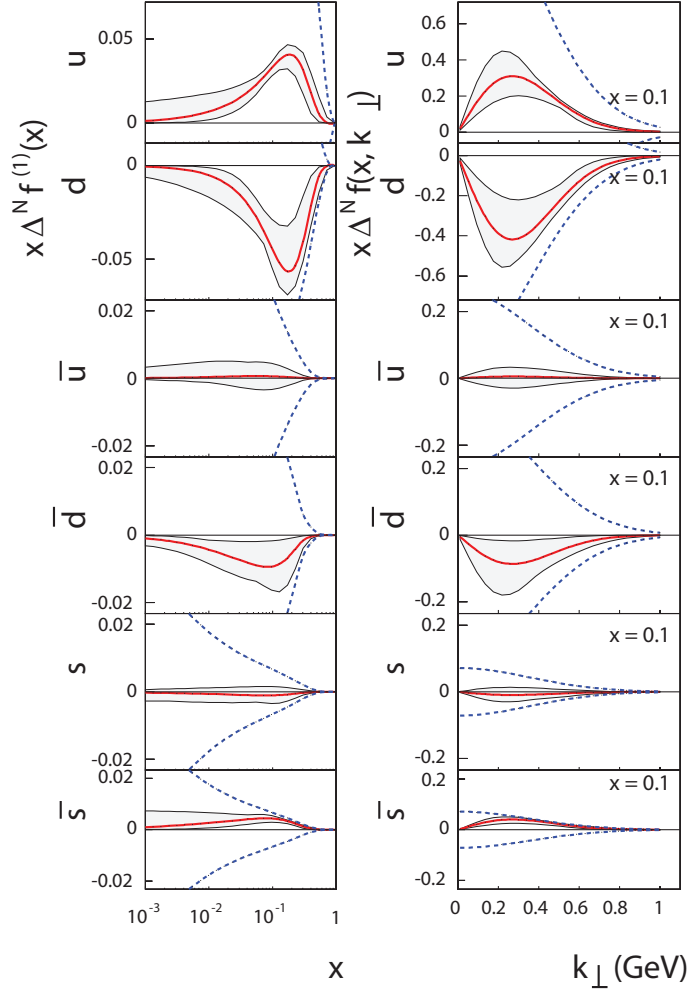 x Δ^N f^(1)(x)
u
0.05
0
d
0
-0.05
u̅
0.02
0
-0.02
d̅
0.02
0
-0.02
s
0.02
0
-0.02
s̅
0.02
0
-0.02
10^-3 10^-2 10^-1 1
x
x Δ^N f(x, k_⊥)
u
0.6
0.4
0.2
0
x = 0.1
d
0
-0.2
-0.4
-0.6
x = 0.1
u̅
0.2
0
-0.2
x = 0.1
d̅
0.2
0
-0.2
x = 0.1
s
0.2
0
-0.2
x = 0.1
s̅
0.2
0
-0.2
x = 0.1
0 0.2 0.4 0.6 0.8 1
k_⊥ (GeV)